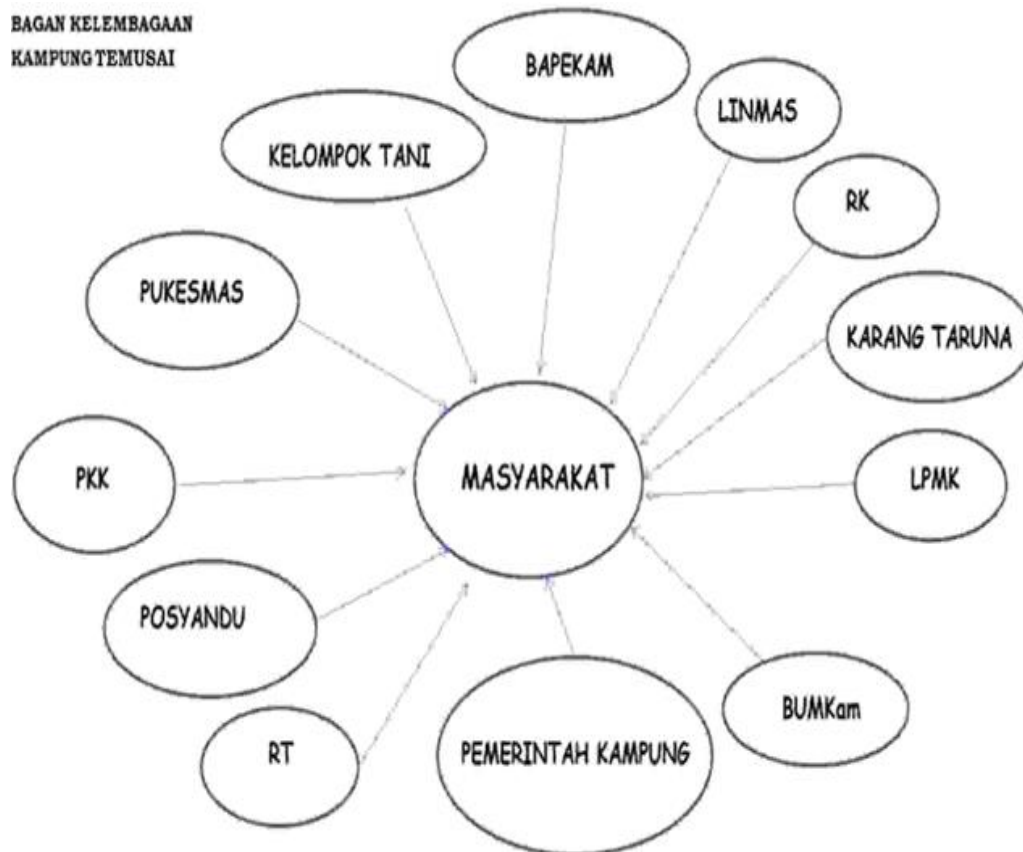 BAGAN KELEMBAGAAN
KAMPUNG TEMUSAI
BAPEKAM
LINMAS
KELOMPOK TANI
RK
PUKESMAS
KARANG TARUNA
MASYARAKAT
PKK
LPMK
POSYANDU
BUMKam
RT
PEMERINTAH KAMPUNG